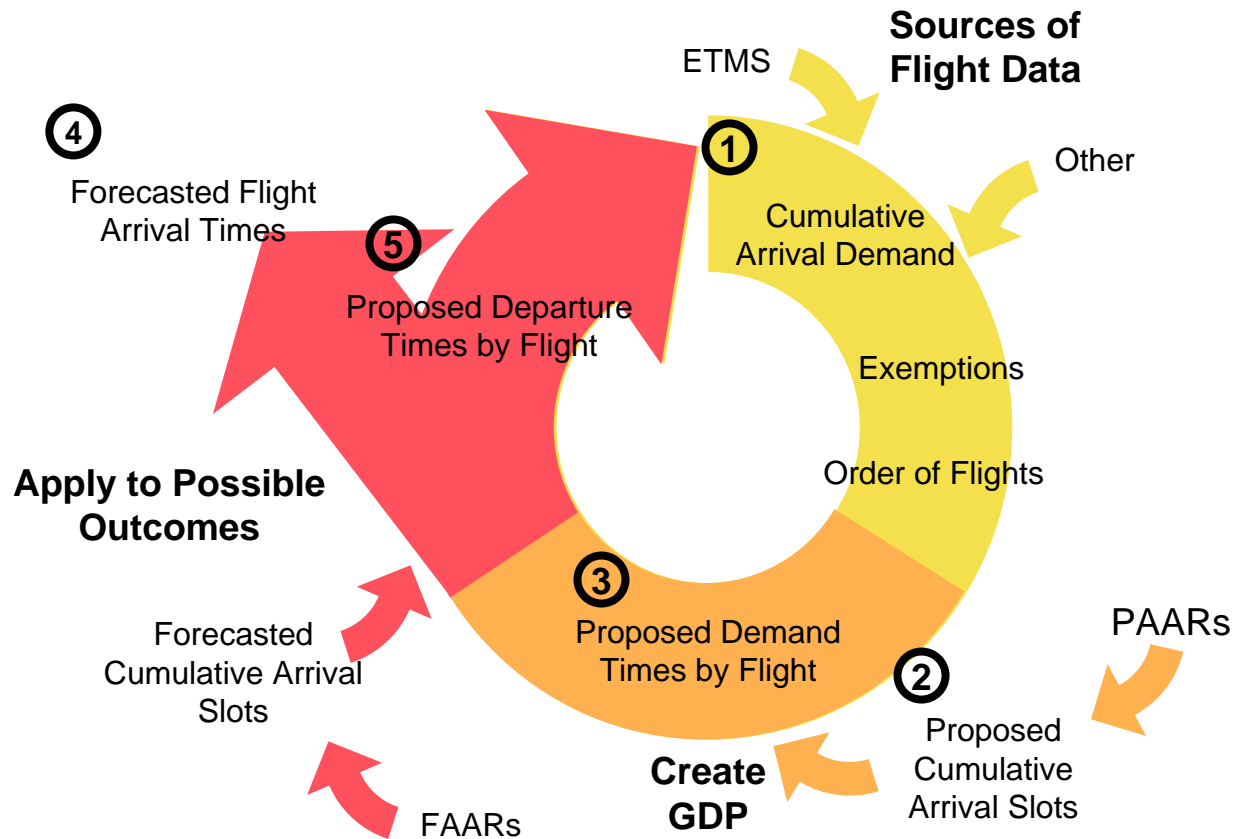 Sources of
Flight Data
ETMS
Other
1
Cumulative
Arrival Demand
Exemptions
Order of Flights
PAARs
2
Proposed
Cumulative
Arrival Slots
Create
GDP
3
Proposed Demand
Times by Flight
Apply to Possible
Outcomes
Forecasted
Cumulative Arrival
Slots
FAARs
4
Forecasted Flight
Arrival Times
5
Proposed Departure
Times by Flight